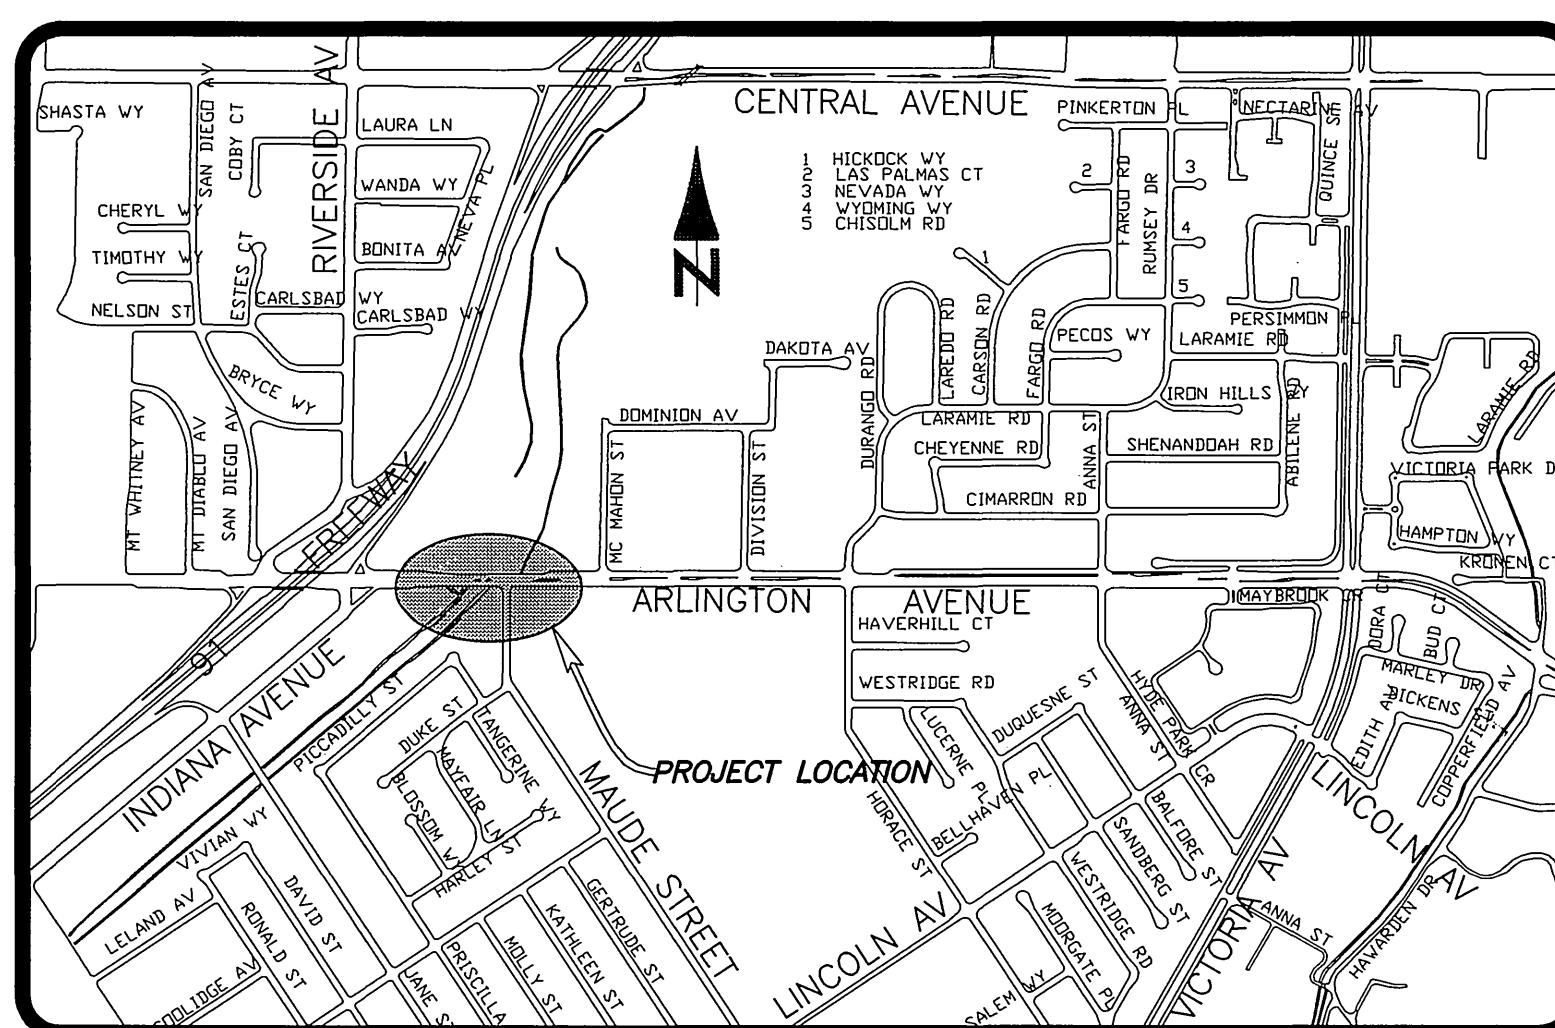 SHASTA WY
SAN DIEGO AV
COBY CT
RIVERSIDE AV
LAURA LN
WANDA WY
NEVA PL
CHERYL WY
TIMOTHY WY
ESTES CT
BONITA AV
NELSON ST
CARLSBAD WY
CARLSBAD WY
BRYCE WY
MT WHITNEY AV
MT DIABLO AV
SAN DIEGO AV
CENTRAL AVENUE
1 HICKOCK WY
2 LAS PALMAS CT
3 NEVADA WY
4 WYOMING WY
5 CHISOLM RD
N
PINKERTON PL
NECTARINE AV
QUINCE ST
FARGO RD
RUMSEY DR
2
3
4
1
5
PERSIMMON PL
LAREDO RD
CARSON RD
FARGO RD
PECOS WY
LARAMIE RD
DAKOTA AV
DURANGO RD
IRON HILLS WY
ABILENE RD
LARAMIE RD
DOMINION AV
LARAMIE RD
CHEYENNE RD
ANNA ST
SHENANDOAH RD
VICTORIA PARK D
MC MAHON ST
DIVISION ST
CIMARRON RD
HAMPTON WY
KRONEN CT
FREEWAY
91
ARLINGTON AVENUE
MAYBROOK CR
HAVERHILL CT
DORA CT
BUD CT
MARLEY DR
DICKENS
EDITH AV
COPPERFIELD AV
INDIANA AVENUE
PICCADILLY ST
DUKE ST
TANGERINE WY
MAYFAIR LN
BLOSSOM WY
HARLEY ST
PROJECT LOCATION
MAUDE STREET
WESTRIDGE RD
LUCERNE PL
DUQUESNE ST
HYDE PARK CR
ANNA ST
HORACE ST
BELLHAVEN PL
BALFORE ST
SANDBERG ST
WESTRIDGE RD
LINCOLN AV
VIVIAN WY
LELAND AV
DAVID ST
RONALD ST
COOLIDGE AV
JANE ST
PRISCILLA
MOLLY ST
KATHLEEN ST
GERTRUDE ST
LINCOLN AV
MOORGATE PL
SALEM WY
VICTORIA AV
ANNA ST
HAWARDEN DR